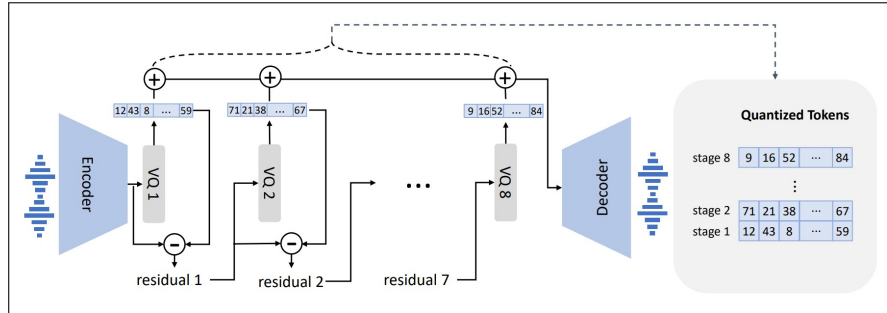 12 43 8 ... 59
71 21 38 ... 67
9 16 52 ... 84
Encoder
VQ 1
VQ 2
...
VQ 8
Decoder
residual 1
residual 2
residual 7
Quantized Tokens
stage 8 9 16 52 ... 84
⋮
stage 2 71 21 38 ... 67
stage 1 12 43 8 ... 59